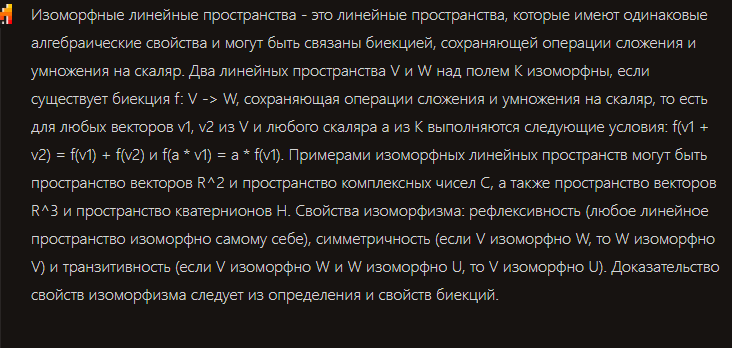 Изоморфные линейные пространства - это линейные пространства, которые имеют одинаковые
алгебраические свойства и могут быть связаны биекцией, сохраняющей операции сложения и
умножения на скаляр. Два линейных пространства V и W над полем K изоморфны, если
существует биекция f: V -> W, сохраняющая операции сложения и умножения на скаляр, то есть
для любых векторов v1, v2 из V и любого скаляра a из K выполняются следующие условия: f(v1 +
v2) = f(v1) + f(v2) и f(a * v1) = a * f(v1). Примерами изоморфных линейных пространств могут быть
пространство векторов R^2 и пространство комплексных чисел C, а также пространство векторов
R^3 и пространство кватернионов H. Свойства изоморфизма: рефлексивность (любое линейное
пространство изоморфно самому себе), симметричность (если V изоморфно W, то W изоморфно
V) и транзитивность (если V изоморфно W и W изоморфно U, то V изоморфно U). Доказательство
свойств изоморфизма следует из определения и свойств биекций.